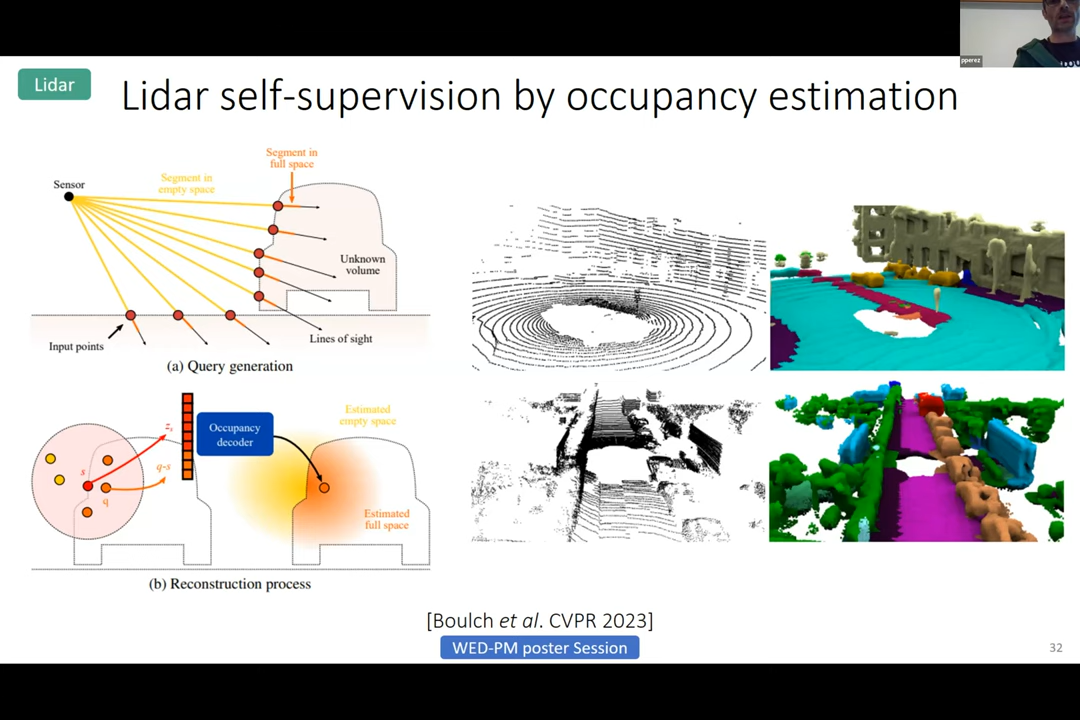 pperez
Lidar
Lidar self-supervision by occupancy estimation
Segment in
full space
Sensor
Segment in
empty space
Unknown
volume
Input points
Lines of sight
(a) Query generation
Occupancy
decoder
Estimated
empty space
zₛ
s
q-s
q
Estimated
full space
(b) Reconstruction process
[Boulch et al. CVPR 2023]
WED-PM poster Session
32